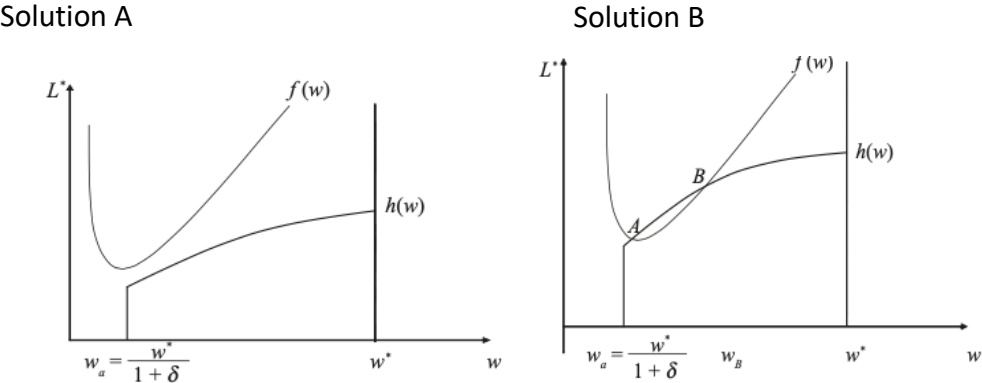 Solution A
L*
f(w)
h(w)
w_a = w* / (1 + δ)
w*
w
Solution B
L*
f(w)
h(w)
B
A
w_a = w* / (1 + δ)
w_B
w*
w